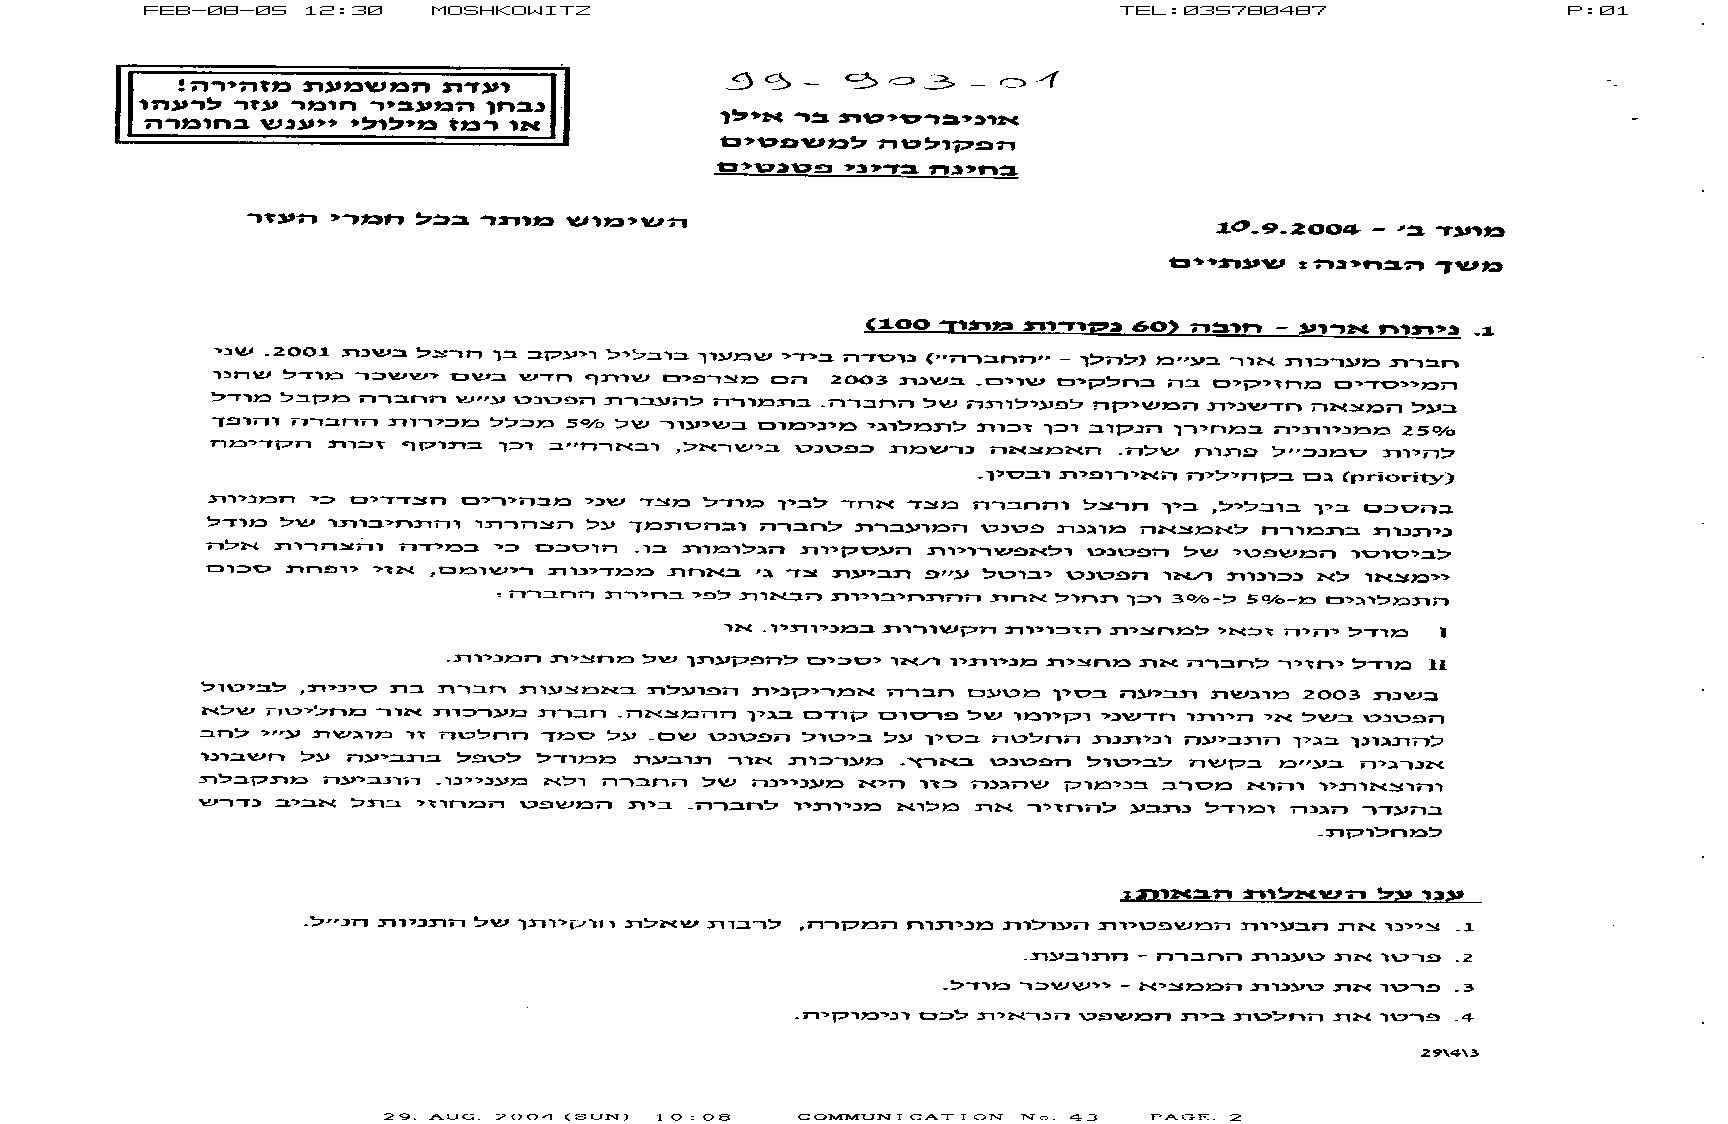 FEB-08-05 12:30 MOSHKOWITZ TEL:035780487 P:01
99-903-01
ועדת המשמעת מזהירה!
נבחן המעביר חומר עזר לרעהו
או רמז מילולי ייענש בחומרה
אוניברסיטת בר אילן
הפקולטה למשפטים
בחינה בדיני פטנטים
מועד ב' - 10.9.2004
השימוש מותר בכל חמרי העזר
משך הבחינה: שעתיים
1. ניתוח ארוע - חובה (60 נקודות מתוך 100)
חברת מערכות אור בע"מ (להלן - "החברה") נוסדה בידי שמעון בובליל ויעקב בן הרצל בשנת 2001. שני
המייסדים מחזיקים בה בחלקים שוים. בשנת 2003 הם מצרפים שותף חדש בשם יששכר מודל שהנו
בעל המצאה חדשנית המשיקה לפעילותה של החברה. בתמורה להעברת הפטנט ע"ש החברה מקבל מודל
25% ממניותיה במחירן הנקוב וכך זכות לתמלוגי מינימום בשיעור של 5% מכלל מכירות החברה והופך
להיות סמנכ"ל פתוח שלה. האמצאה נרשמת כפטנט בישראל, ובארה"ב וכך בתוקף זכות הקדימה
(priority) גם בקהיליה האירופית ובסין.
בהסכם בין בובליל, בין הרצל והחברה מצד אחד לבין מודל מצד שני מבהירים הצדדים כי המניות
ניתנות בתמורה לאמצאה מוגנת פטנט המועברת לחברה ובהסתמך על הצהרתו והתחיבותו של מודל
לביסוסו המשפטי של הפטנט ולאפשרויות העסקיות הגלומות בו. הוסכם כי במידה והצהרות אלה
יימצאו לא נכונות ו/או הפטנט יבוטל ע"פ תביעת צד ג' באחת ממדינות רישומם, אזי יופחת סכום
התמלוגים מ-5% ל-3% וכן תחול אחת ההתחיבויות הבאות לפי בחירת החברה:
I מודל יהיה זכאי למחצית הזכויות הקשורות במניותיו. או
II מודל יחזיר לחברה את מחצית מניותיו ו/או יסכים להפקעתן של מחצית המניות.
בשנת 2003 מוגשת תביעה בסין מטעם חברה אמריקנית הפועלת באמצעות חברת בת סינית, לביטול
הפטנט בשל אי היותו חדשני וקיומו של פרסום קודם בגין ההמצאה. חברת מערכות אור מחליטה שלא
להתגונן בגין התביעה וניתנת החלטה בסין על ביטול הפטנט שם. על סמך החלטה זו מוגשת ע"י להב
אנרגיה בע"מ בקשה לביטול הפטנט בארץ. מערכות אור תובעת ממודל לטפל בתביעה על חשבונו
והוצאותיו והוא מסרב בנימוק שהגנה כזו היא מעניינה של החברה ולא מעניינו. התביעה מתקבלת
בהעדר הגנה ומודל נתבע להחזיר את מלוא מניותיו לחברה. בית המשפט המחוזי בתל אביב נדרש
למחלוקת.
ענו על השאלות הבאות:
1. ציינו את הבעיות המשפטיות העולות מניתוח המקרה, לרבות שאלת חוקיותן של התניות הנ"ל.
2. פרטו את טענות החברה - התובעת.
3. פרטו את טענות הממציא - יששכר מודל.
4. פרטו את החלטת בית המשפט הנראית לכם ונימוקיה.
29\4\3
29. AUG. 2004 (SUN) 10:08 COMMUNICATION No. 43 PAGE. 2